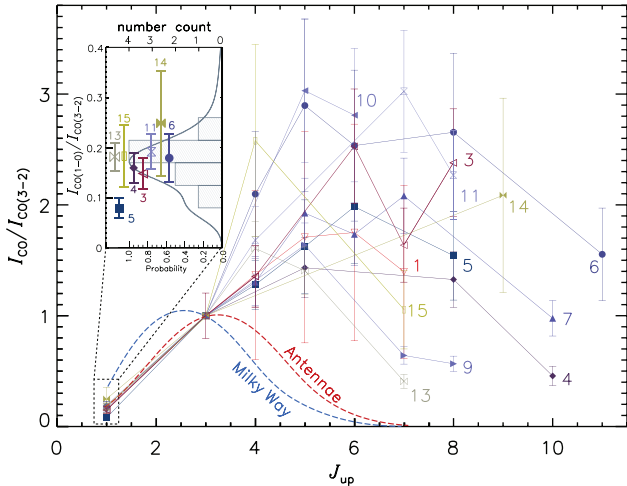 number count
4 3 2 1 0
0.4
0.3
0.2
0.1
0
I_CO(1−0)/I_CO(3−2)
14
15
13
11
6
4
3
5
1.0 0.8 0.6 0.4 0.2 0.0
Probability
3
2
1
0
I_CO/I_CO(3−2)
10
3
11
14
5
1
6
15
7
9
4
13
Antennae
Milky Way
0 2 4 6 8 10
J_up